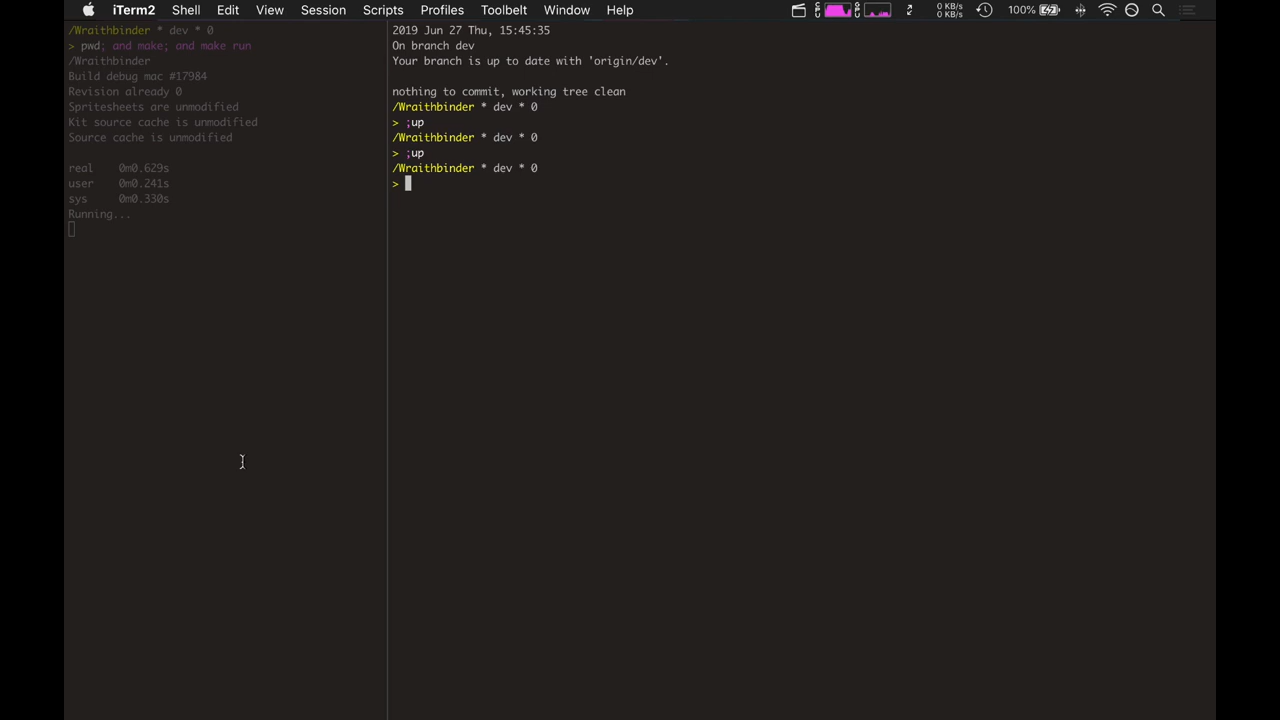 iTerm2 Shell Edit View Session Scripts Profiles Toolbelt Window Help 0 KB/s 0 KB/s 100%
/Wraithbinder * dev * 0
> pwd; and make; and make run
/Wraithbinder
Build debug mac #17984
Revision already 0
Spritesheets are unmodified
Kit source cache is unmodified
Source cache is unmodified
real 0m0.629s
user 0m0.241s
sys 0m0.330s
Running...
2019 Jun 27 Thu, 15:45:35
On branch dev
Your branch is up to date with 'origin/dev'.
nothing to commit, working tree clean
/Wraithbinder * dev * 0
> ;up
/Wraithbinder * dev * 0
> ;up
/Wraithbinder * dev * 0
>